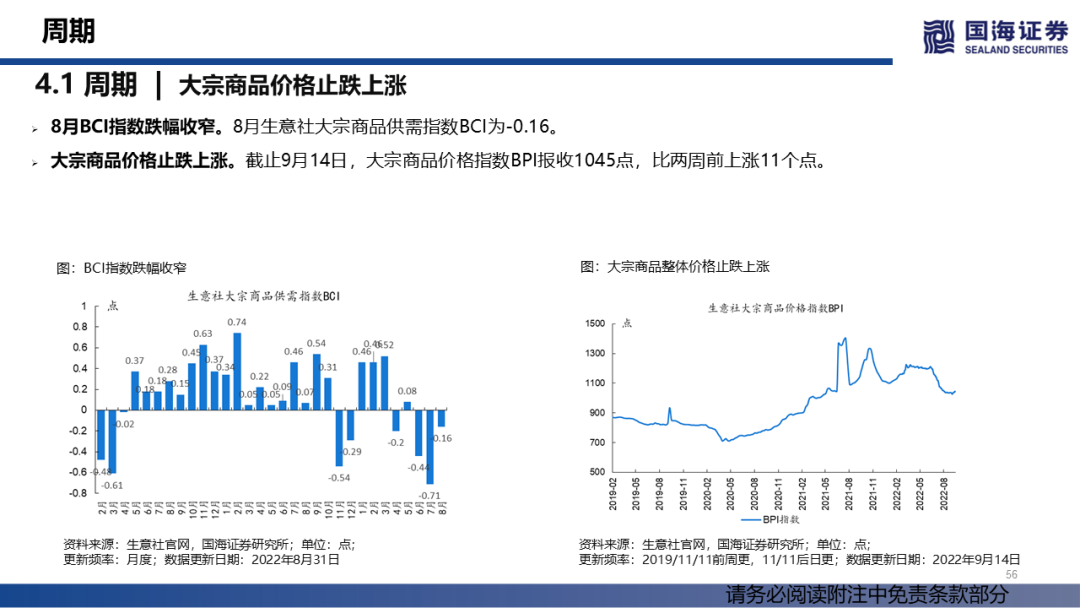 周期
国海证券
SEALAND SECURITIES
4.1 周期 | 大宗商品价格止跌上涨
8月BCI指数跌幅收窄。8月生意社大宗商品供需指数BCI为-0.16。
大宗商品价格止跌上涨。截止9月14日，大宗商品价格指数BPI报收1045点，比两周前上涨11个点。
图：BCI指数跌幅收窄
生意社大宗商品供需指数BCI
点
1
0.8
0.6
0.4
0.2
0
-0.2
-0.4
-0.6
-0.8
-0.48
-0.61
-0.02
0.37
0.18
0.18
0.28
0.15
0.45
0.63
0.37
0.34
0.74
0.05
0.22
0.05
0.09
0.46
0.07
0.54
0.31
-0.54
-0.29
0.46
0.46
0.52
-0.2
0.08
-0.44
-0.71
-0.16
2月 3月 4月 5月 6月 7月 8月 9月 10月 11月 12月 1月 2月 3月 4月 5月 6月 7月 8月 9月 10月 11月 12月 1月 2月 3月 4月 5月 6月 7月 8月
资料来源：生意社官网，国海证券研究所；单位：点；
更新频率：月度；数据更新日期：2022年8月31日
图：大宗商品整体价格止跌上涨
生意社大宗商品价格指数BPI
点
1500
1300
1100
900
700
500
2019-02 2019-05 2019-08 2019-11 2020-02 2020-05 2020-08 2020-11 2021-02 2021-05 2021-08 2021-11 2022-02 2022-05 2022-08
BPI指数
资料来源：生意社官网，国海证券研究所；单位：点；
更新频率：2019/11/11前周更，11/11后日更；数据更新日期：2022年9月14日
56
请务必阅读附注中免责条款部分